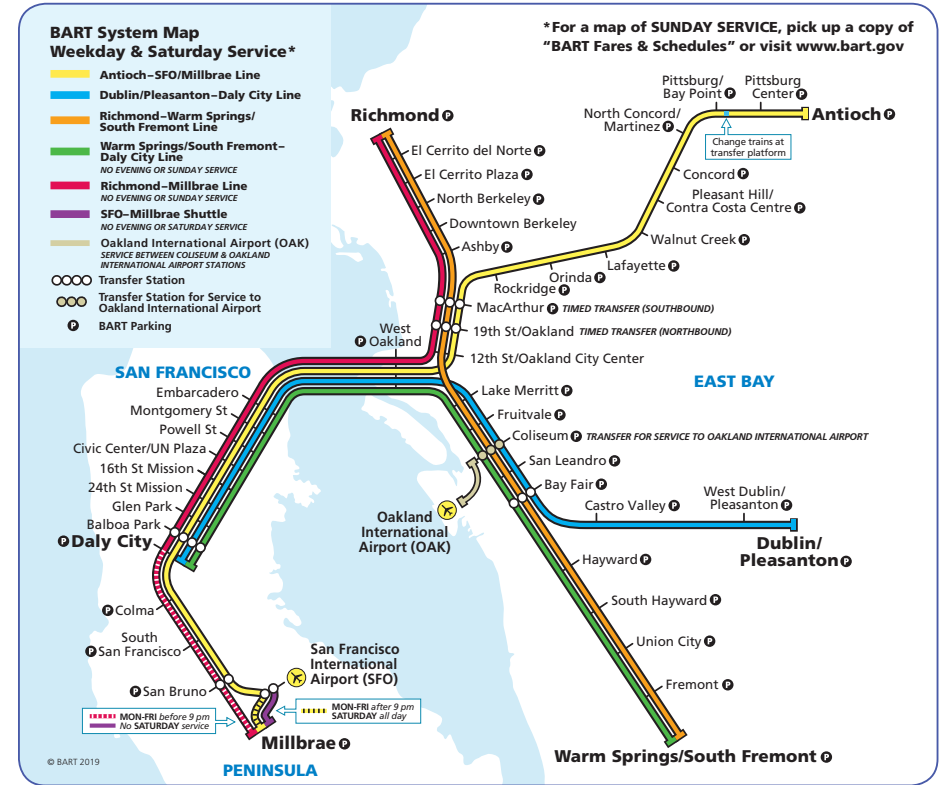 BART System Map
Weekday & Saturday Service*
Antioch–SFO/Millbrae Line
Dublin/Pleasanton–Daly City Line
Richmond–Warm Springs/
South Fremont Line
Warm Springs/South Fremont–
Daly City Line
NO EVENING OR SUNDAY SERVICE
Richmond–Millbrae Line
NO EVENING OR SUNDAY SERVICE
SFO–Millbrae Shuttle
NO EVENING OR SATURDAY SERVICE
Oakland International Airport (OAK)
SERVICE BETWEEN COLISEUM & OAKLAND
INTERNATIONAL AIRPORT STATIONS
Transfer Station
Transfer Station for Service to
Oakland International Airport
P BART Parking
*For a map of SUNDAY SERVICE, pick up a copy of
“BART Fares & Schedules” or visit www.bart.gov
Richmond P
El Cerrito del Norte P
El Cerrito Plaza P
North Berkeley P
Downtown Berkeley
Ashby P
Pittsburg/
Bay Point P
Pittsburg
Center P
Antioch P
North Concord/
Martinez P
Change trains at
transfer platform
Concord P
Pleasant Hill/
Contra Costa Centre P
Walnut Creek P
Lafayette P
Orinda P
Rockridge P
MacArthur P TIMED TRANSFER (SOUTHBOUND)
19th St/Oakland TIMED TRANSFER (NORTHBOUND)
12th St/Oakland City Center
West
P Oakland
SAN FRANCISCO
EAST BAY
Embarcadero
Montgomery St
Powell St
Civic Center/UN Plaza
16th St Mission
24th St Mission
Glen Park
Balboa Park
P Daly City
Lake Merritt P
Fruitvale P
Coliseum P TRANSFER FOR SERVICE TO OAKLAND INTERNATIONAL AIRPORT
San Leandro P
Bay Fair P
Castro Valley P
West Dublin/
Pleasanton P
Dublin/
Pleasanton P
Oakland
International
Airport (OAK)
Hayward P
South Hayward P
Union City P
Fremont P
Warm Springs/South Fremont P
P Colma
South
P San Francisco
P San Bruno
San Francisco
International
Airport (SFO)
MON-FRI before 9 pm
No SATURDAY service
MON-FRI after 9 pm
SATURDAY all day
Millbrae P
PENINSULA
© BART 2019